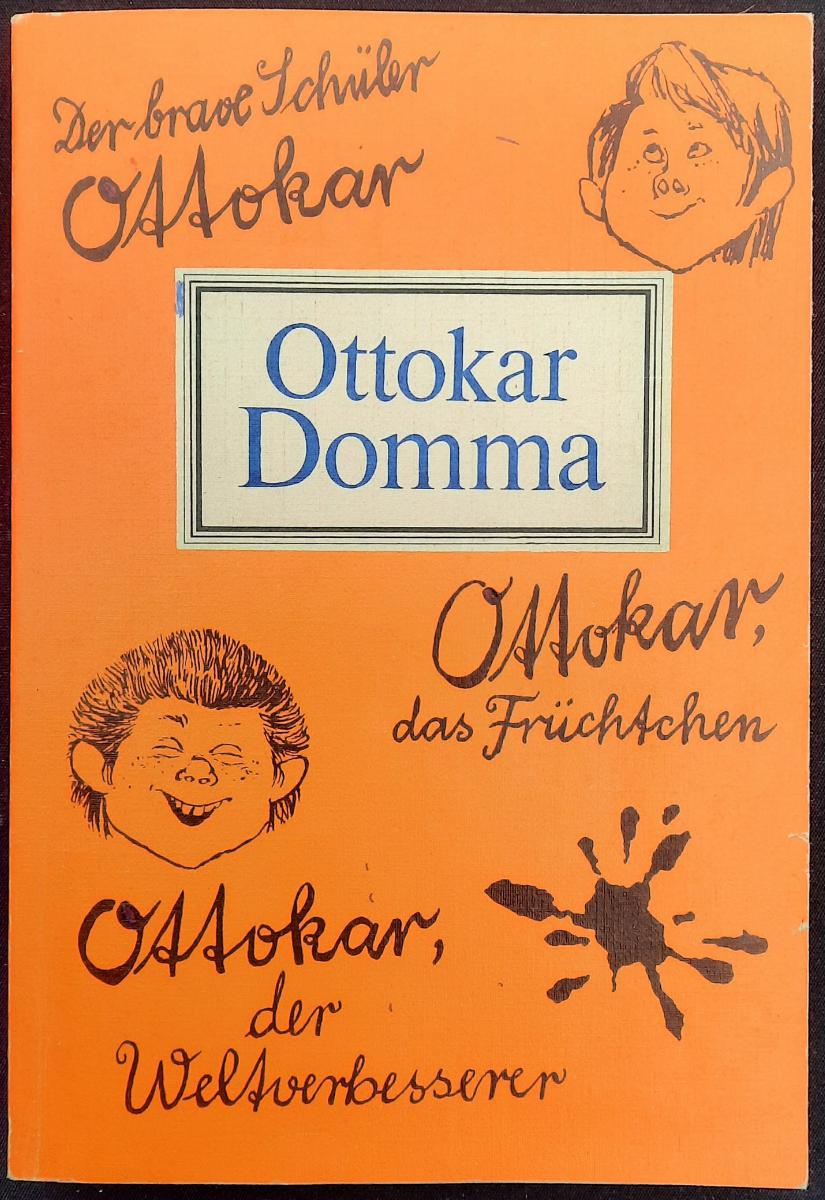 Der brave Schüler
Ottokar
Ottokar
Domma
Ottokar,
das Früchtchen
Ottokar,
der
Weltverbesserer